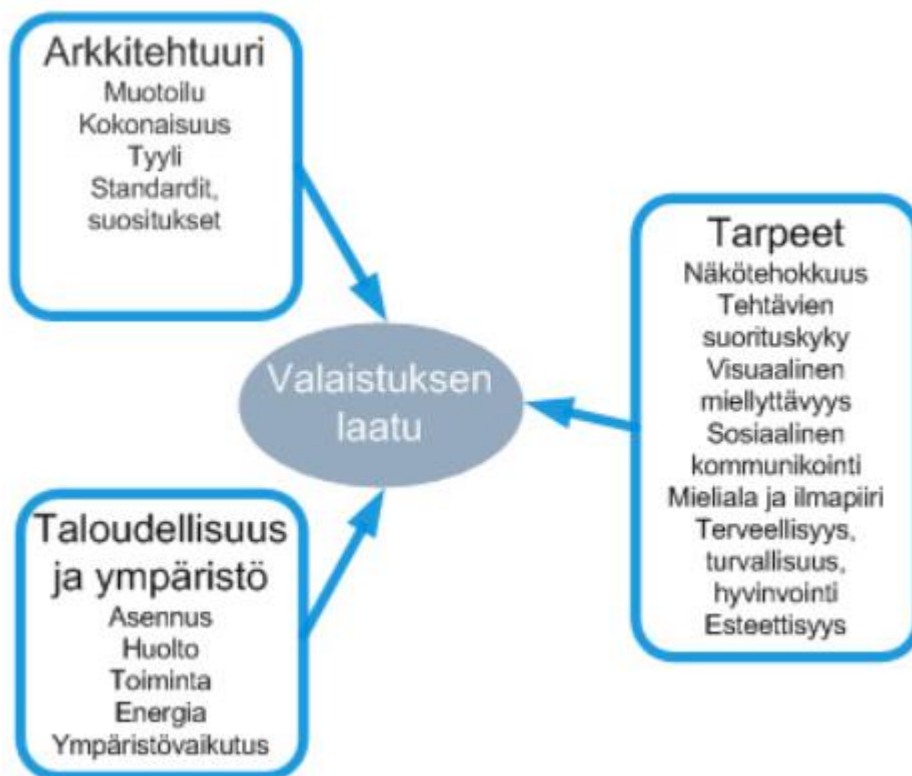 Arkkitehtuuri
Muotoilu
Kokonaisuus
Tyyli
Standardit,
suositukset
Valaistuksen
laatu
Tarpeet
Näkötehokkuus
Tehtävien
suorituskyky
Visuaalinen
miellyttävyys
Sosiaalinen
kommunikointi
Mieliala ja ilmapiiri
Terveellisyys,
turvallisuus,
hyvinvointi
Esteettisyys
Taloudellisuus
ja ympäristö
Asennus
Huolto
Toiminta
Energia
Ympäristövaikutus